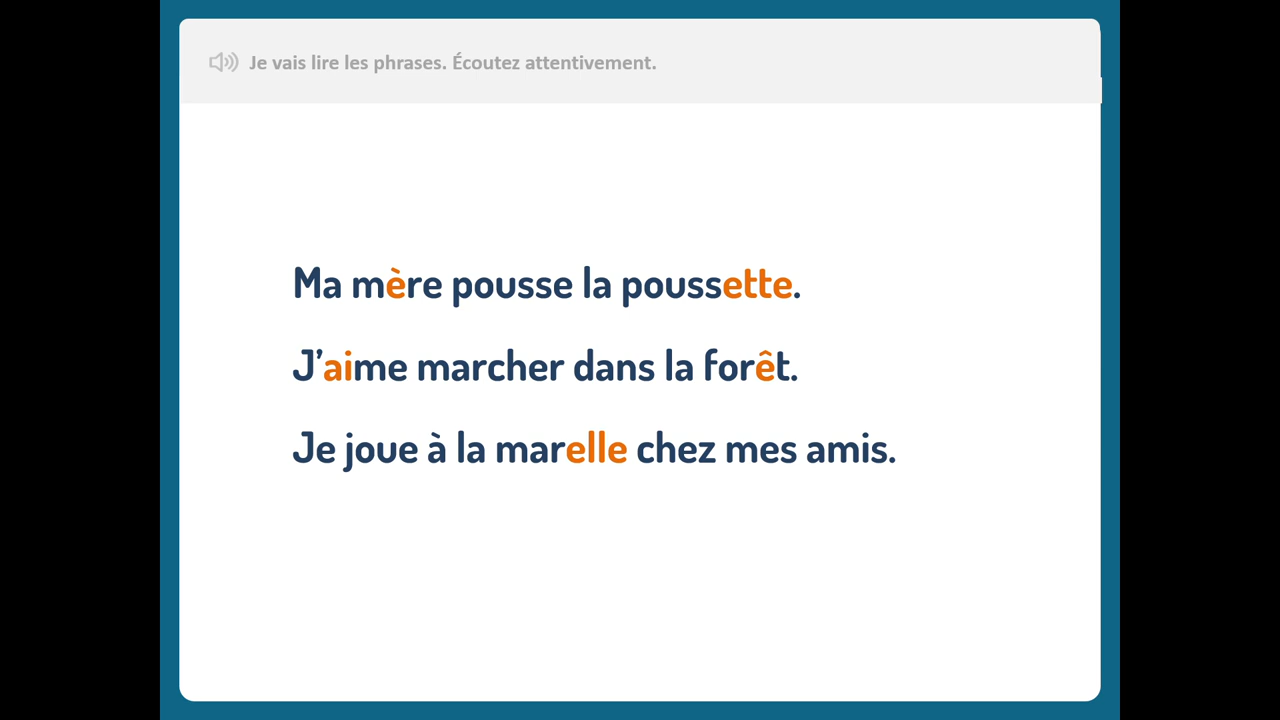 Je vais lire les phrases. Écoutez attentivement.
Ma mère pousse la poussette.
J’aime marcher dans la forêt.
Je joue à la marelle chez mes amis.